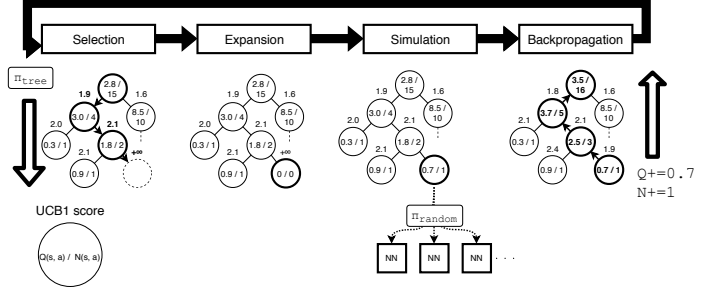 Selection
Expansion
Simulation
Backpropagation
π_tree
1.9
2.8 / 15
1.6
3.0 / 4
8.5 / 10
2.0
2.1
0.3 / 1
1.8 / 2
2.1
+∞
0.9 / 1
1.9
2.8 / 15
1.6
3.0 / 4
8.5 / 10
2.0
2.1
0.3 / 1
1.8 / 2
2.1
+∞
0.9 / 1
0 / 0
2.8 / 15
3.0 / 4
8.5 / 10
0.3 / 1
1.8 / 2
0.9 / 1
0.7 / 1
1.9
1.6
2.0
2.1
2.1
π_random
NN
NN
NN
. . .
3.5 / 16
1.8
1.6
3.7 / 5
8.5 / 10
2.1
2.1
0.3 / 1
2.5 / 3
2.4
1.9
0.9 / 1
0.7 / 1
Q+=0.7
N+=1
UCB1 score
Q(s, a) / N(s, a)